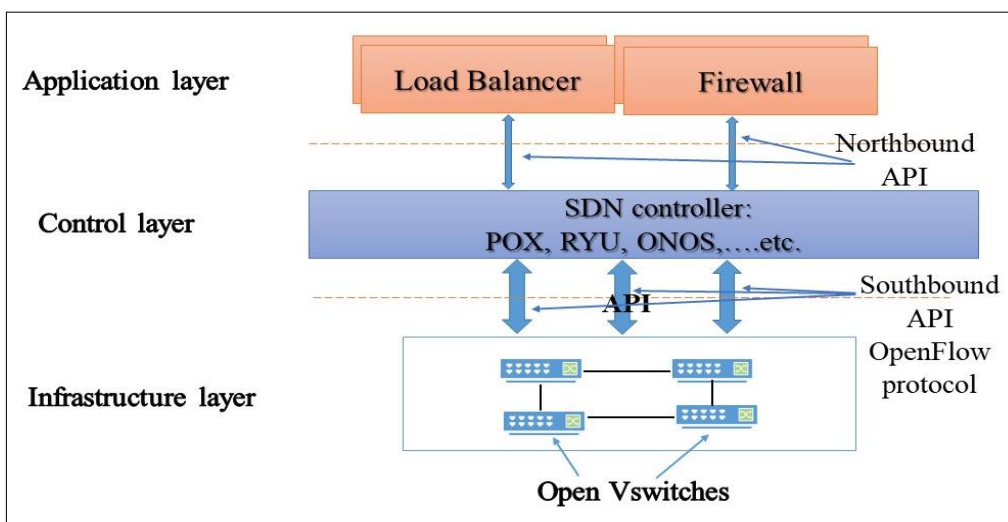 Application layer
Load Balancer
Firewall
Northbound
API
Control layer
SDN controller:
POX, RYU, ONOS,….etc.
API
Southbound
API
OpenFlow
protocol
Infrastructure layer
Open Vswitches